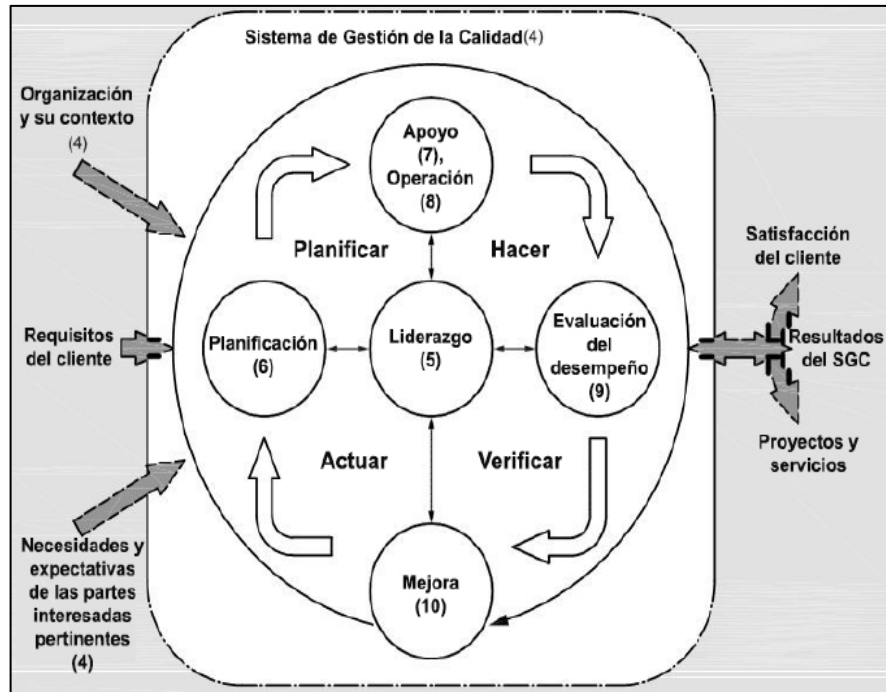 Sistema de Gestión de la Calidad(4)
Organización
y su contexto
(4)
Apoyo
(7),
Operación
(8)
Planificar
Hacer
Satisfacción
del cliente
Requisitos
del cliente
Planificación
(6)
Liderazgo
(5)
Evaluación
del
desempeño
(9)
Resultados
del SGC
Actuar
Verificar
Proyectos y
servicios
Necesidades y
expectativas
de las partes
interesadas
pertinentes
(4)
Mejora
(10)